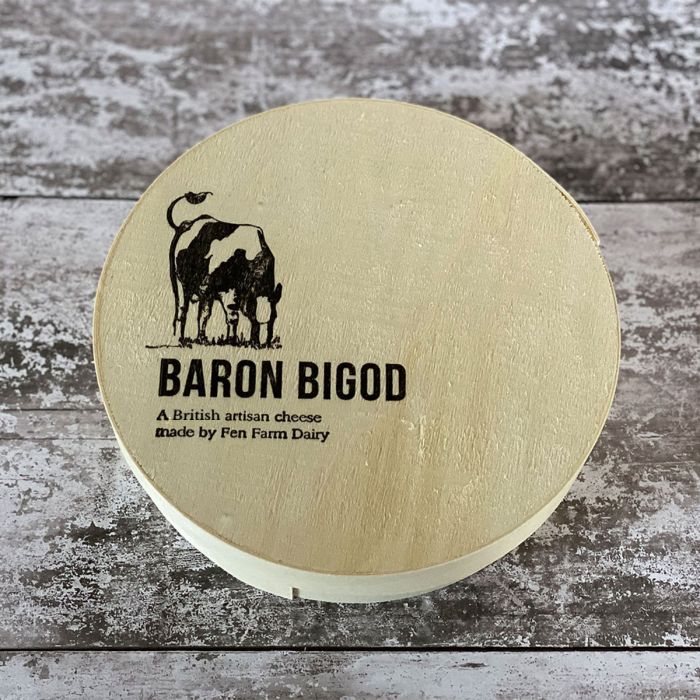 BARON BIGOD
A British artisan cheese
made by Fen Farm Dairy